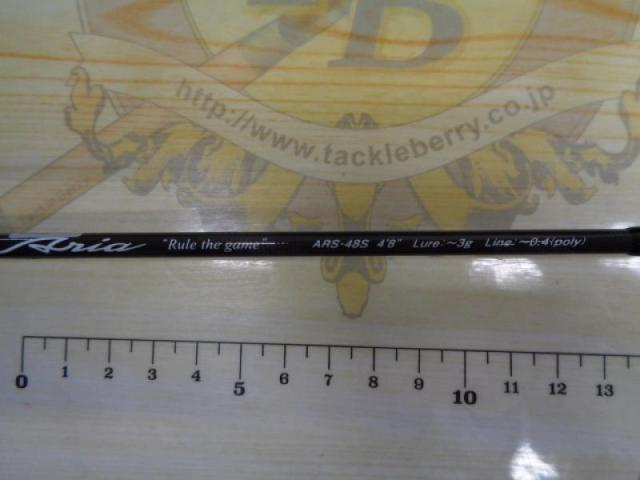 TB
http://www.tackleberry.co.jp
Aria "Rule the game" ARS-48S 4'8" Lure:~3g Line:~0.4(poly)
0 1 2 3 4 5 6 7 8 9 10 11 12 13